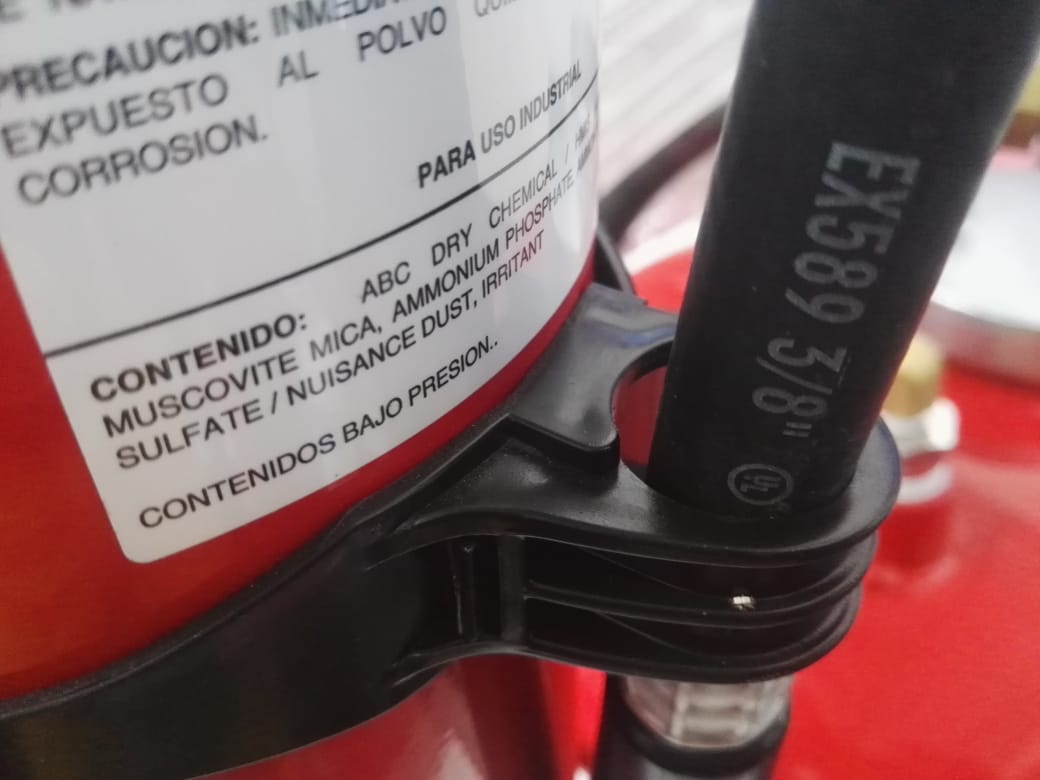 PRECAUCION:
EXPUESTO AL POLVO
CORROSION.
PARA USO INDUSTRIAL
CONTENIDO: ABC DRY CHEMICAL /
MUSCOVITE MICA, AMMONIUM PHOSPHATE
SULFATE / NUISANCE DUST, IRRITANT
CONTENIDOS BAJO PRESION..
EX589 3/8"
UL